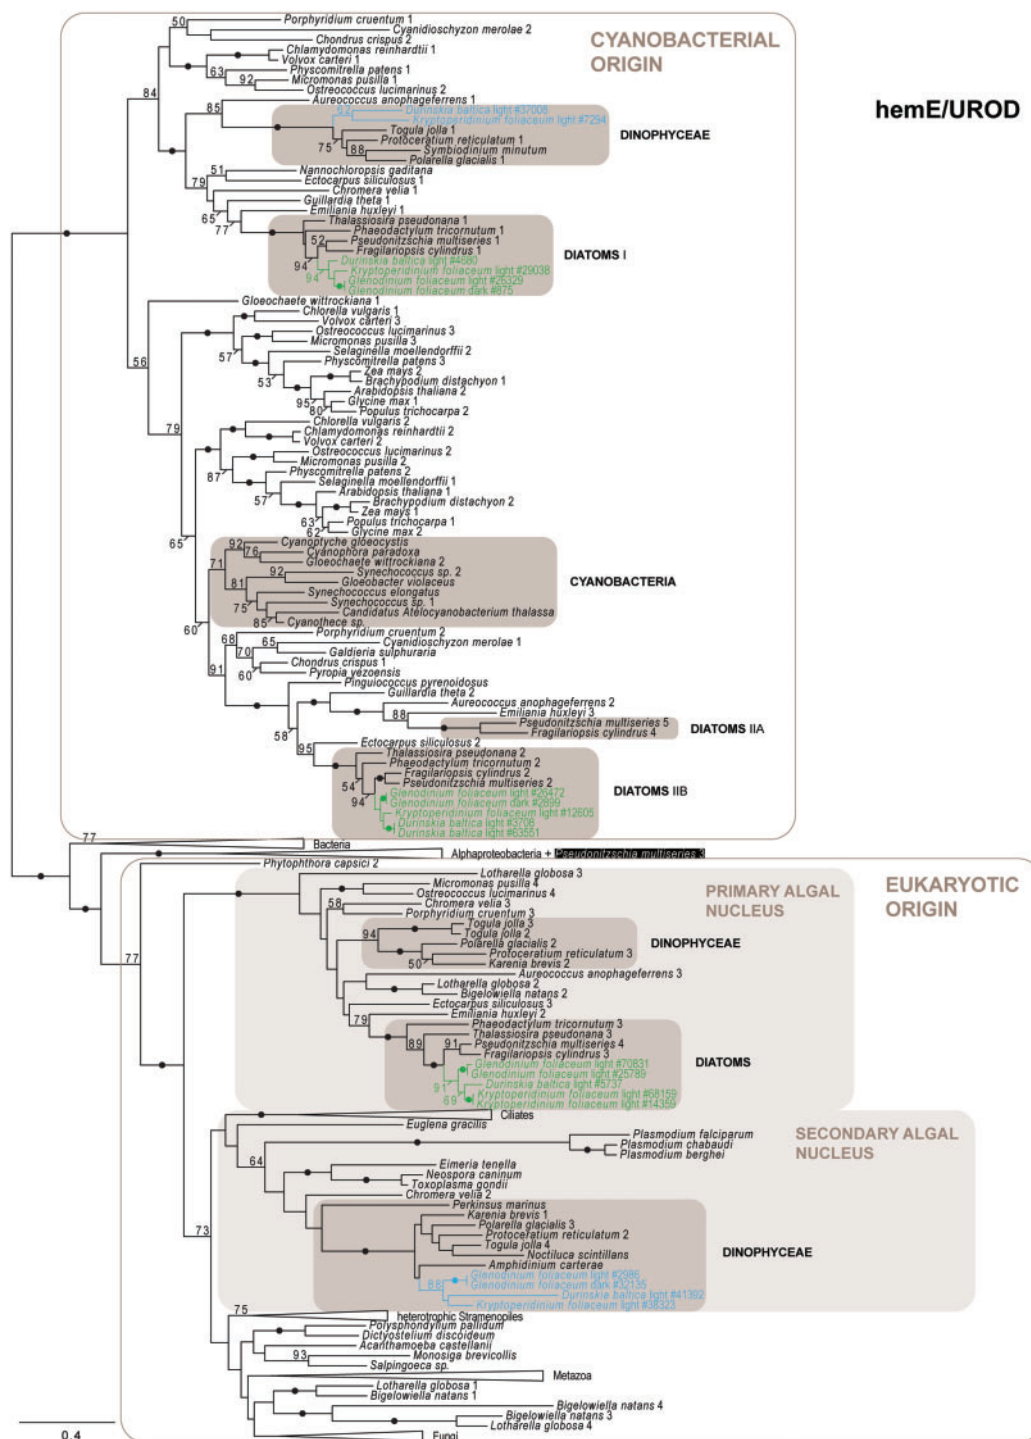 50 Porphyridium cruentum 1
Cyanidioschyzon merolae 2
Chondrus crispus 2
CYANOBACTERIAL
ORIGIN
hemE/UROD
Chlamydomonas reinhardtii 1
Volvox carteri 1
63 Physcomitrella patens 1
92 Micromonas pusilla 1
Ostreococcus lucimarinus 2
84
85 Aureococcus anophageferrens 1
62 Durinskia baltica light #37008
Kryptoperidinium foliaceum light #7294
Togula jolla 1
DINOPHYCEAE
75 Protoceratium reticulatum 1
88 Symbiodinium minutum
Polarella glacialis 1
51 Nannochloropsis gaditana
79 Ectocarpus siliculosus 1
Chromera velia 1
65 Guillardia theta 1
77 Emiliania huxleyi 1
Thalassiosira pseudonana 1
Phaeodactylum tricornutum 1
52 Pseudonitzschia multiseries 1
94 Fragilariopsis cylindrus 1
DIATOMS I
Durinskia baltica light #4680
94 Kryptoperidinium foliaceum light #29038
Glenodinium foliaceum light #26329
Glenodinium foliaceum dark #875
Gloeochaete wittrockiana 1
Chlorella vulgaris 1
Volvox carteri 3
Ostreococcus lucimarinus 3
57 Micromonas pusilla 3
56
Selaginella moellendorffii 2
Physcomitrella patens 3
53 Zea mays 2
Brachypodium distachyon 1
95 Arabidopsis thaliana 2
80 Glycine max 1
Populus trichocarpa 2
79
Chlorella vulgaris 2
Chlamydomonas reinhardtii 2
Volvox carteri 2
Ostreococcus lucimarinus 2
87 Micromonas pusilla 2
Physcomitrella patens 2
57 Selaginella moellendorffii 1
Arabidopsis thaliana 1
Brachypodium distachyon 2
Zea mays 1
63 Populus trichocarpa 1
62 Glycine max 2
65
92 Cyanoptyche gloeocystis
76 Cyanophora paradoxa
71 Gloeochaete wittrockiana 2
92 Synechococcus sp. 2
81 Gloeobacter violaceus
CYANOBACTERIA
Synechococcus elongatus
75 Synechococcus sp. 1
Candidatus Atelocyanobacterium thalassa
85 Cyanothece sp.
60
68 Porphyridium cruentum 2
65 Cyanidioschyzon merolae 1
70 Galdieria sulphuraria
60 Chondrus crispus 1
91 Pyropia yezoensis
Pinguiococcus pyrenoidosus
Guillardia theta 2
Aureococcus anophageferrens 2
88 Emiliania huxleyi 3
Pseudonitzschia multiseries 5
Fragilariopsis cylindrus 4
DIATOMS IIA
58
95 Ectocarpus siliculosus 2
Thalassiosira pseudonana 2
Phaeodactylum tricornutum 2
54 Fragilariopsis cylindrus 2
94 Pseudonitzschia multiseries 2
DIATOMS IIB
Glenodinium foliaceum light #26472
Glenodinium foliaceum dark #2899
Kryptoperidinium foliaceum light #12605
Durinskia baltica light #3708
Durinskia baltica light #63551
77 Bacteria
Alphaproteobacteria + Pseudonitzschia multiseries 3
Phytophthora capsici 2
Lotharella globosa 3
PRIMARY ALGAL
NUCLEUS
EUKARYOTIC
ORIGIN
Micromonas pusilla 4
Ostreococcus lucimarinus 4
58 Chromera velia 3
Porphyridium cruentum 3
Togula jolla 3
94 Togula jolla 2
Polarella glacialis 2
DINOPHYCEAE
Protoceratium reticulatum 3
50 Karenia brevis 2
77
Aureococcus anophageferrens 3
Lotharella globosa 2
Bigelowiella natans 2
Ectocarpus siliculosus 3
79 Emiliania huxleyi 2
Phaeodactylum tricornutum 3
89 Thalassiosira pseudonana 3
91 Pseudonitzschia multiseries 4
Fragilariopsis cylindrus 3
DIATOMS
Glenodinium foliaceum light #70831
Glenodinium foliaceum light #25789
91 Durinskia baltica light #5737
69 Kryptoperidinium foliaceum light #68159
Kryptoperidinium foliaceum light #14359
Ciliates
Euglena gracilis
SECONDARY ALGAL
NUCLEUS
Plasmodium falciparum
Plasmodium chabaudi
Plasmodium berghei
64 Eimeria tenella
Neospora caninum
Toxoplasma gondii
Chromera velia 2
Perkinsus marinus
Karenia brevis 1
Polarella glacialis 3
73
Protoceratium reticulatum 2
Togula jolla 4
Noctiluca scintillans
DINOPHYCEAE
Amphidinium carterae
88 Glenodinium foliaceum light #2986
Glenodinium foliaceum dark #32135
Durinskia baltica light #41392
Kryptoperidinium foliaceum light #38323
75 heterotrophic Stramenopiles
Polysphondylium pallidum
Dictyostelium discoideum
Acanthamoeba castellanii
93 Monosiga brevicollis
Salpingoeca sp.
Metazoa
Lotharella globosa 1
Bigelowiella natans 1
Bigelowiella natans 4
Bigelowiella natans 3
Lotharella globosa 4
Fungi
0.4